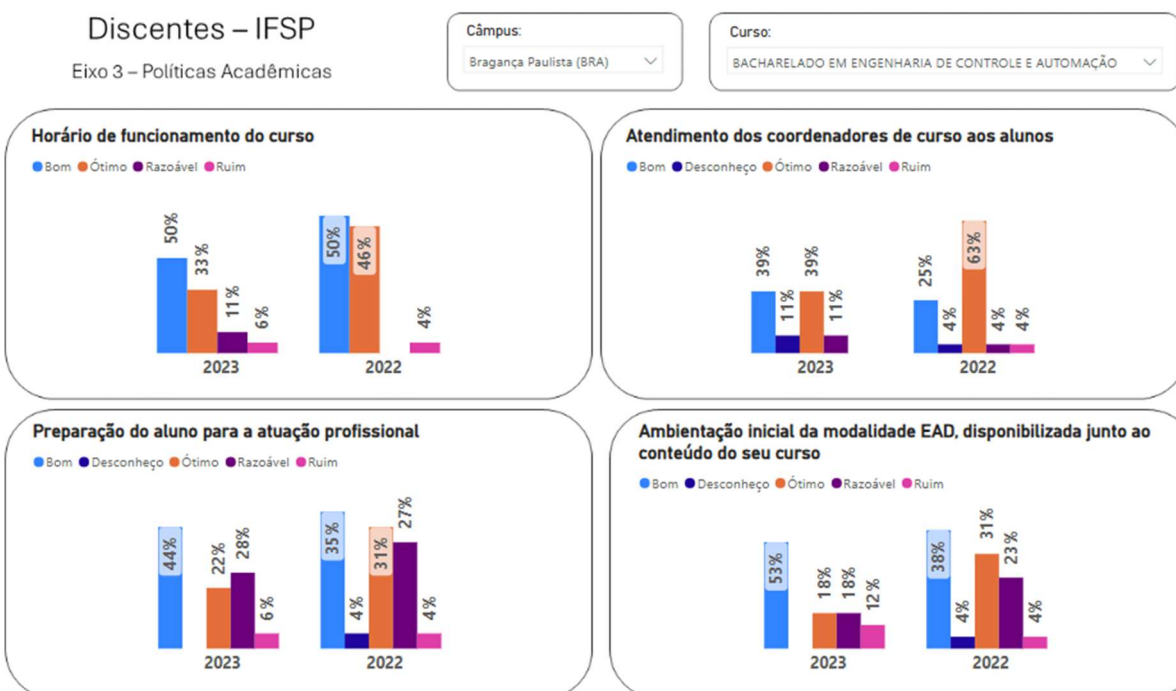 Discentes – IFSP
Eixo 3 – Políticas Acadêmicas
Câmpus:
Bragança Paulista (BRA)
Curso:
BACHARELADO EM ENGENHARIA DE CONTROLE E AUTOMAÇÃO
Horário de funcionamento do curso
Bom Ótimo Razoável Ruim
50% 33% 11% 6%
50% 46% 4%
2023 2022
Atendimento dos coordenadores de curso aos alunos
Bom Desconheço Ótimo Razoável Ruim
39% 11% 39% 11%
25% 4% 63% 4% 4%
2023 2022
Preparação do aluno para a atuação profissional
Bom Desconheço Ótimo Razoável Ruim
44% 22% 28% 6%
35% 4% 31% 27% 4%
2023 2022
Ambientação inicial da modalidade EAD, disponibilizada junto ao
conteúdo do seu curso
Bom Desconheço Ótimo Razoável Ruim
53% 18% 18% 12%
38% 4% 31% 23% 4%
2023 2022